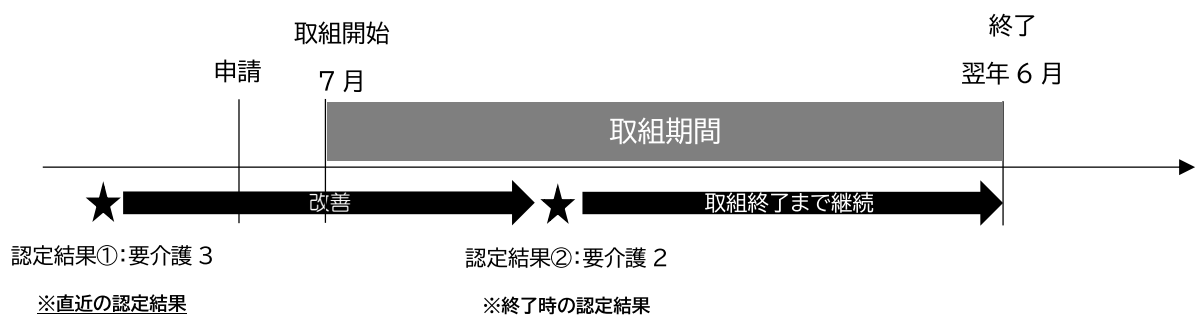 終了
取組開始
申請
7月
翌年6月
取組期間
改善
取組終了まで継続
認定結果①：要介護3
認定結果②：要介護2
※直近の認定結果
※終了時の認定結果